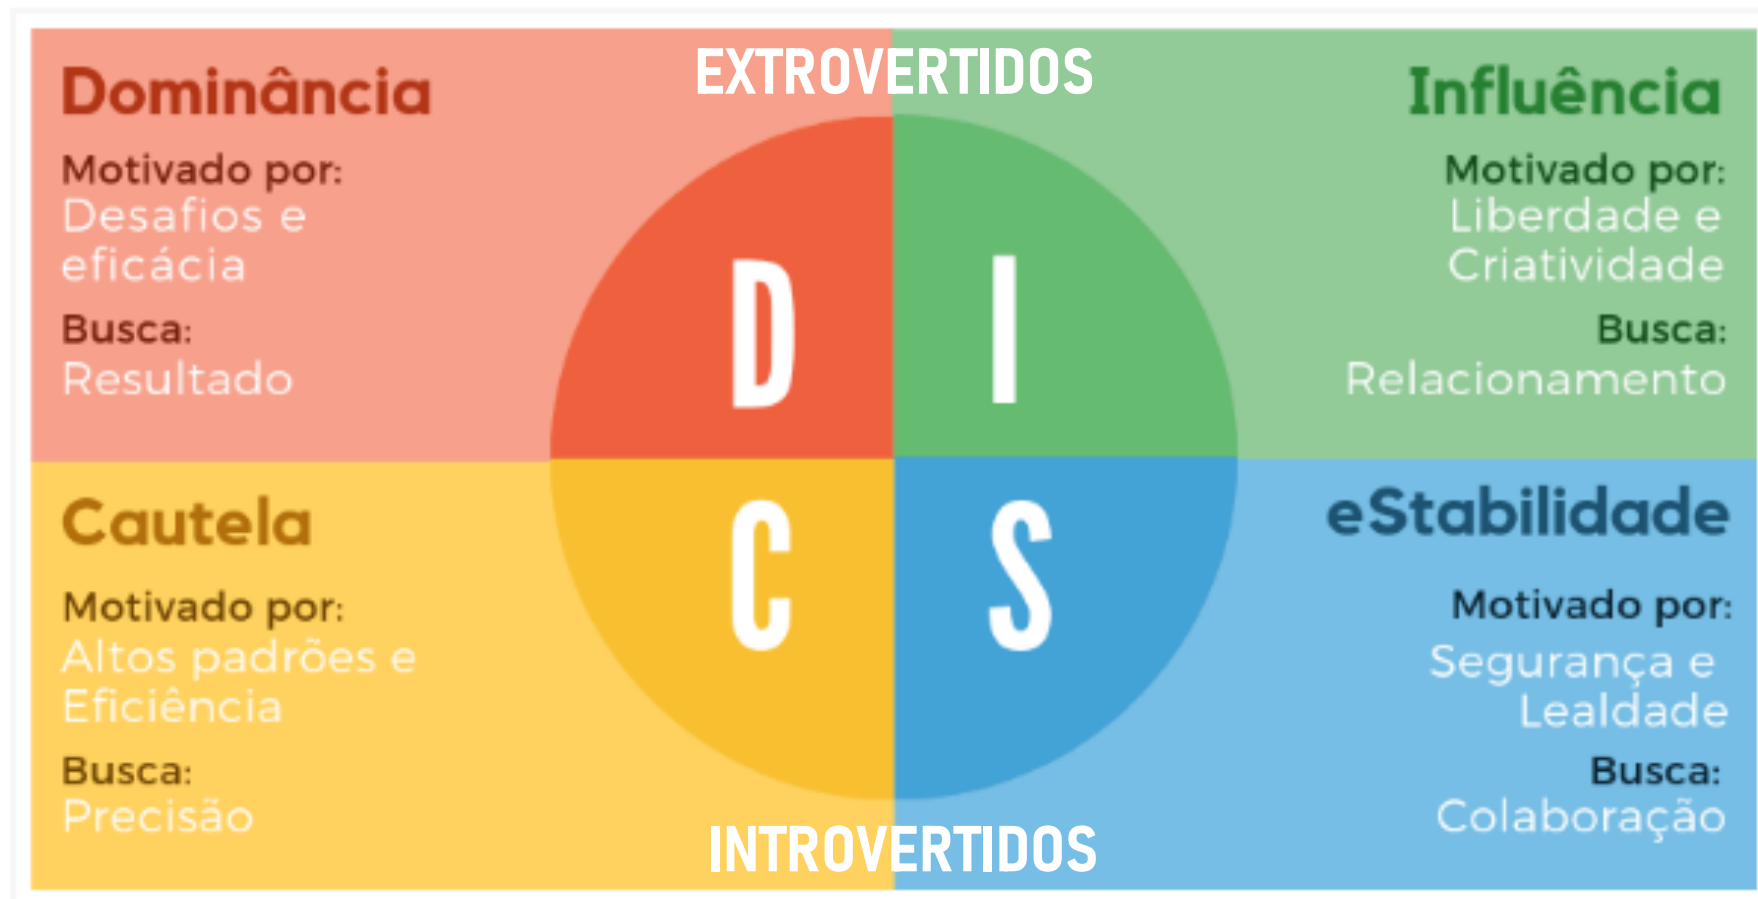 EXTROVERTIDOS
Dominância
Motivado por:
Desafios e
eficácia
Busca:
Resultado
Influência
Motivado por:
Liberdade e
Criatividade
Busca:
Relacionamento
D I
C S
Cautela
Motivado por:
Altos padrões e
Eficiência
Busca:
Precisão
eStabilidade
Motivado por:
Segurança e
Lealdade
Busca:
Colaboração
INTROVERTIDOS